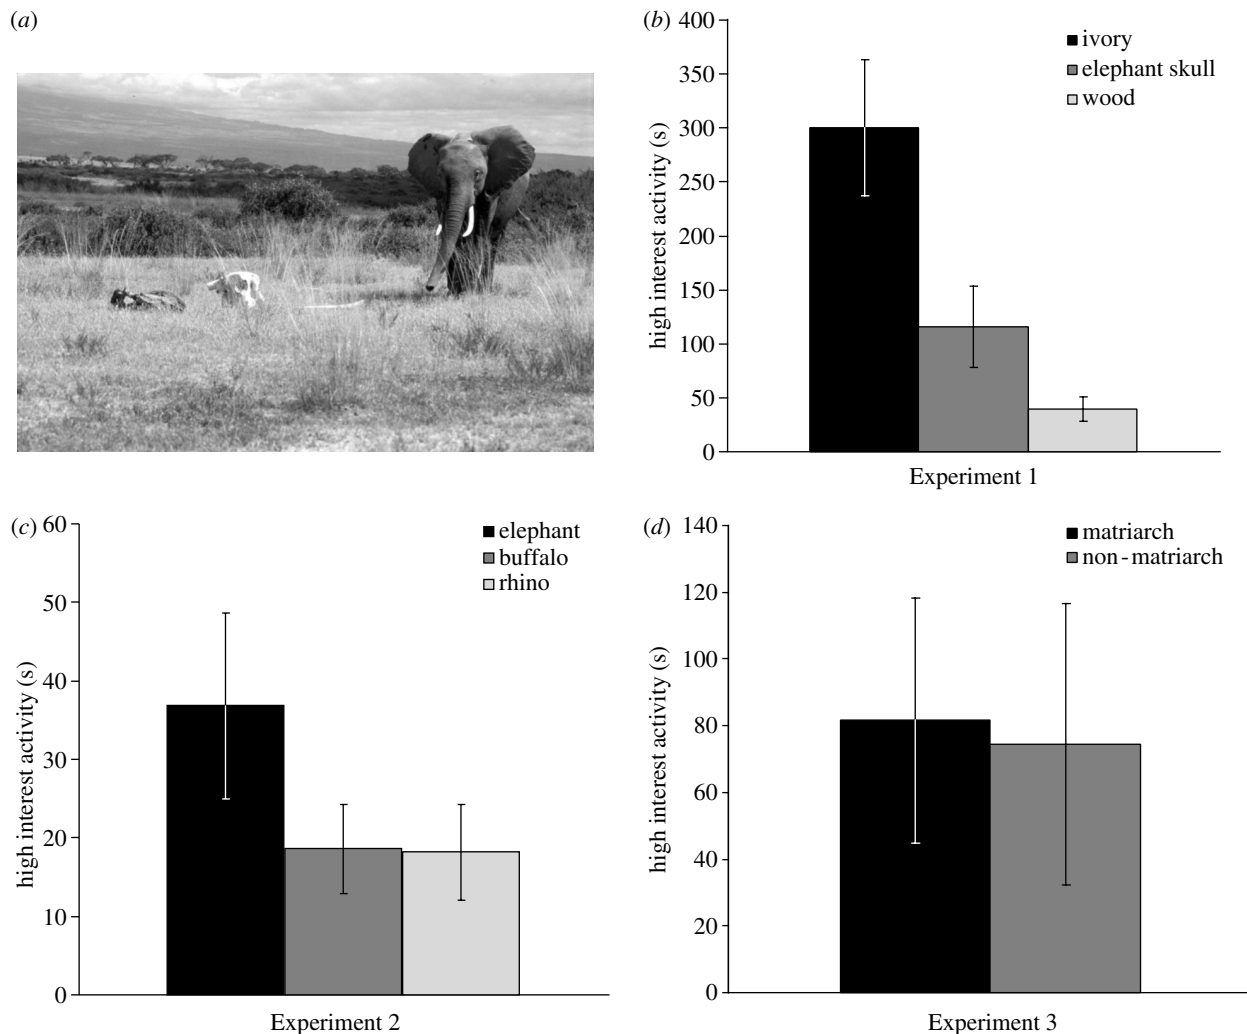 (a)
(b)
400
350
300
250
200
150
100
50
0
high interest activity (s)
ivory
elephant skull
wood
Experiment 1
(c)
60
50
40
30
20
10
0
high interest activity (s)
elephant
buffalo
rhino
Experiment 2
(d)
140
120
100
80
60
40
20
0
high interest activity (s)
matriarch
non-matriarch
Experiment 3